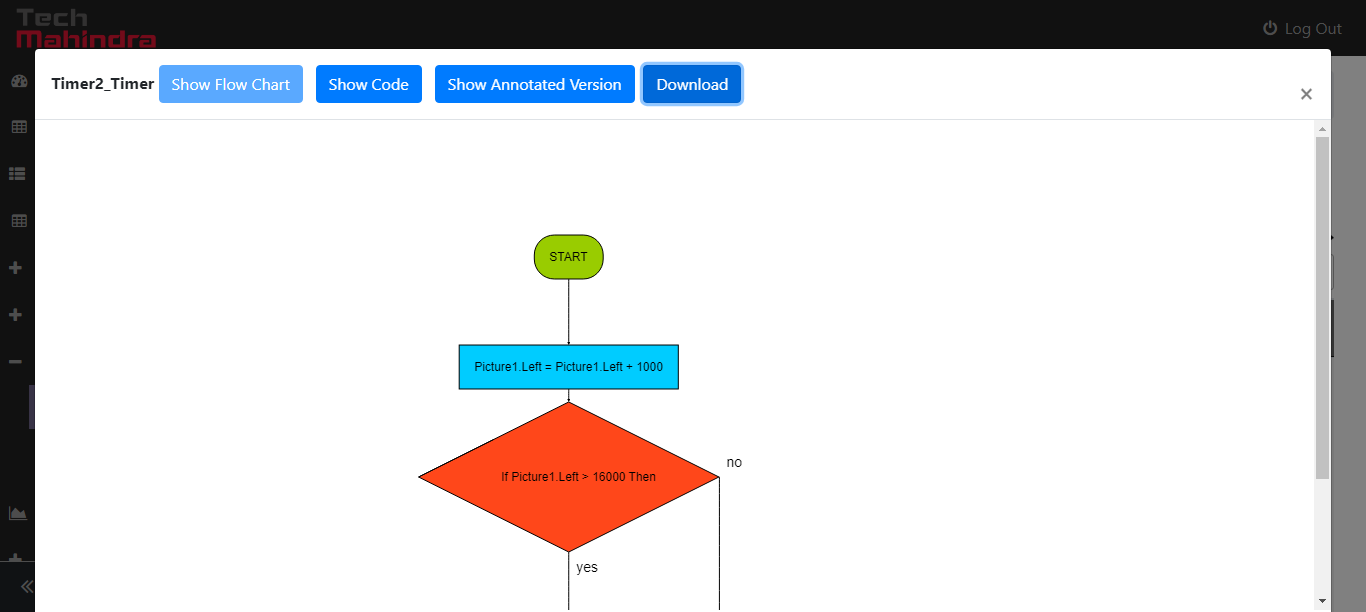 Tech
Mahindra
Log Out
Timer2_Timer Show Flow Chart Show Code Show Annotated Version Download
×
START
Picture1.Left = Picture1.Left + 1000
If Picture1.Left > 16000 Then
no
yes